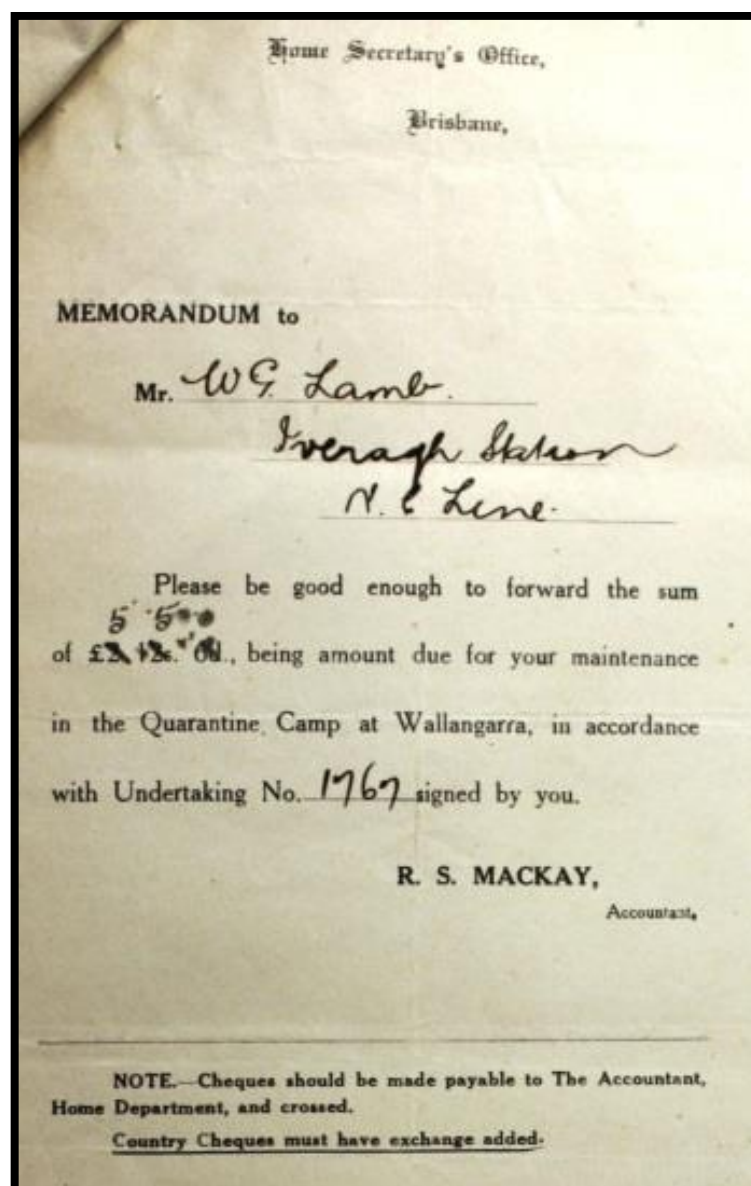 Home Secretary's Office,
Brisbane,
MEMORANDUM to
Mr. W G. Lamb.
Iveragh Station
N. C Line.
Please be good enough to forward the sum
5 5
of £ , being amount due for your maintenance
in the Quarantine Camp at Wallangarra, in accordance
with Undertaking No. 1767 signed by you.
R. S. MACKAY,
Accountant,
NOTE.—Cheques should be made payable to The Accountant,
Home Department, and crossed.
Country Cheques must have exchange added.